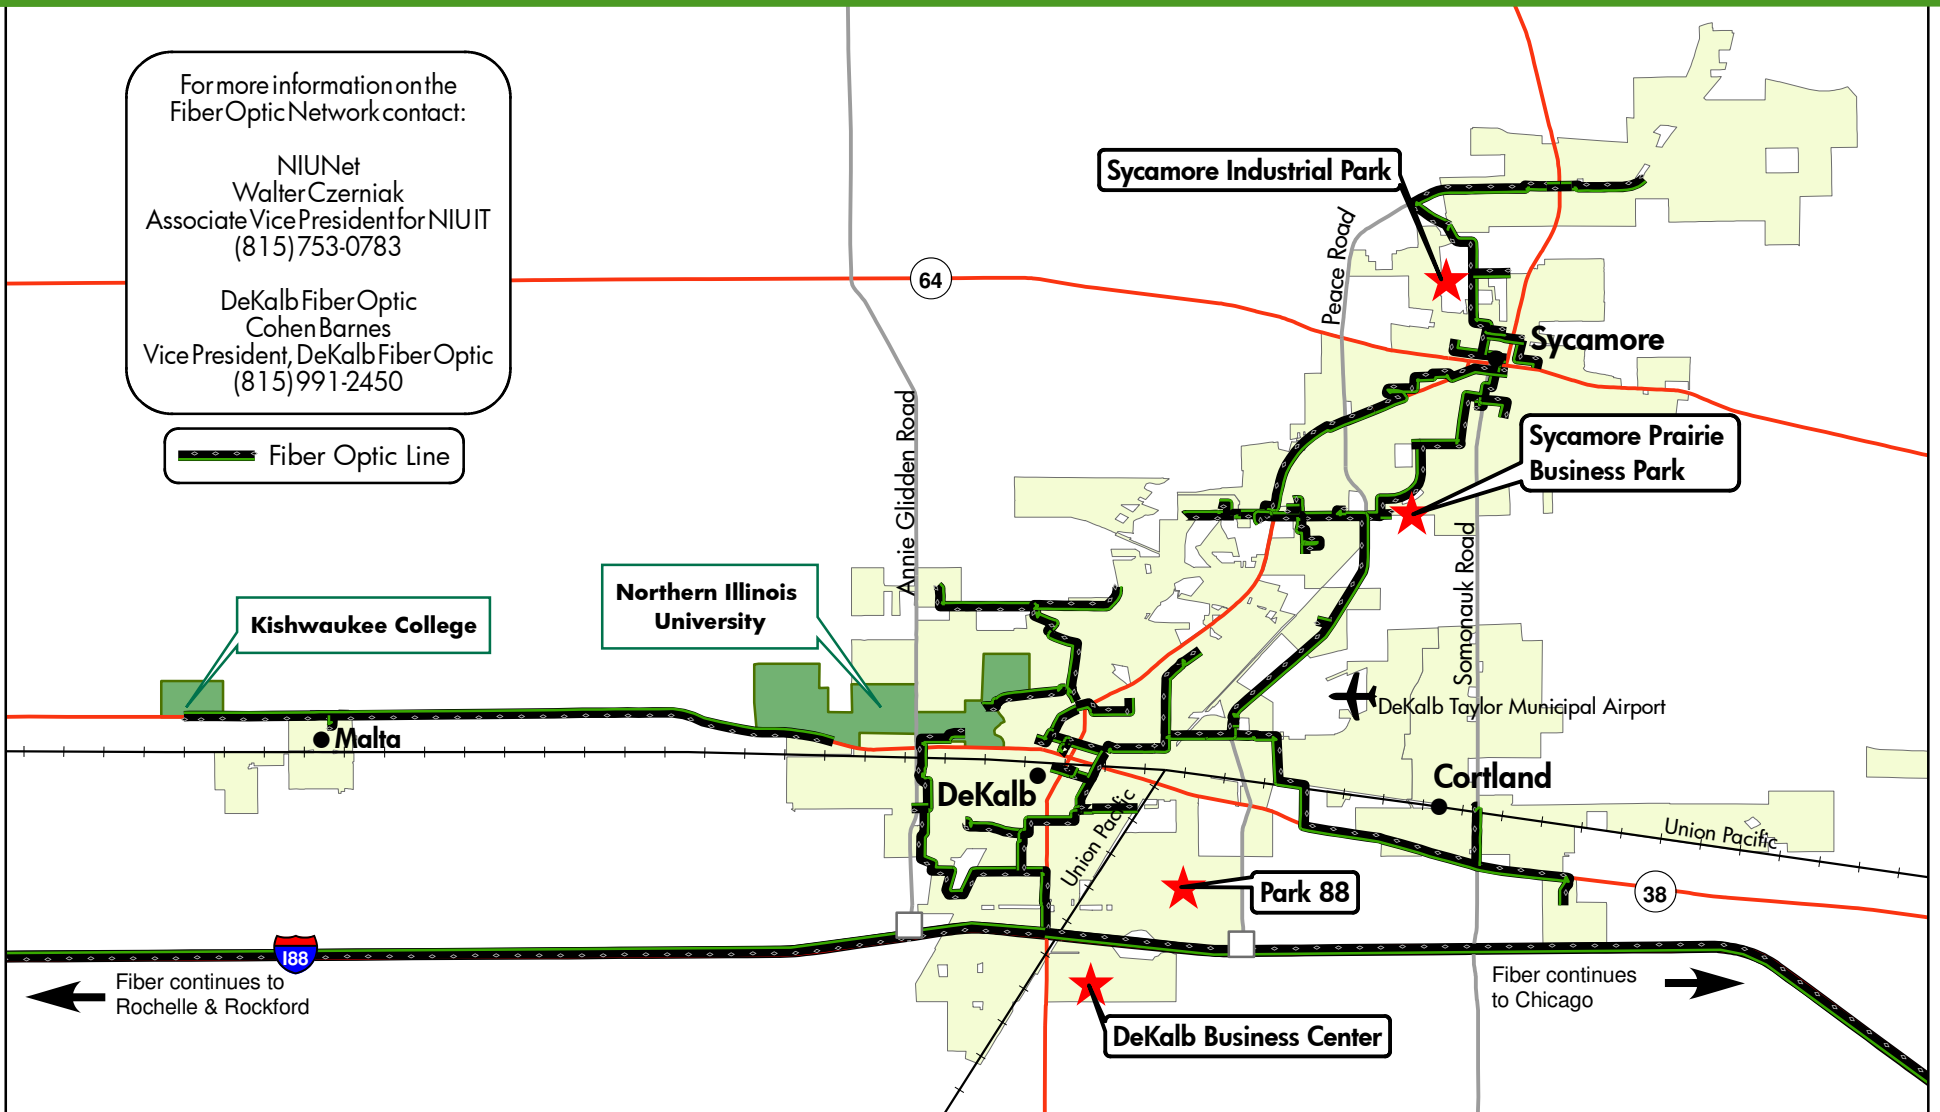 For more information on the
Fiber Optic Network contact:
NIUNet
Walter Czerniak
Associate Vice President for NIU IT
(815) 753-0783
DeKalb Fiber Optic
Cohen Barnes
Vice President, DeKalb Fiber Optic
(815) 991-2450
Fiber Optic Line
64
Sycamore Industrial Park
Peace Road
Sycamore
Annie Glidden Road
Sycamore Prairie
Business Park
Somonauk Road
Kishwaukee College
Northern Illinois
University
DeKalb Taylor Municipal Airport
Malta
DeKalb
Cortland
Union Pacific
Union Pacific
Park 88
38
I88
Fiber continues to
Rochelle & Rockford
Fiber continues
to Chicago
DeKalb Business Center